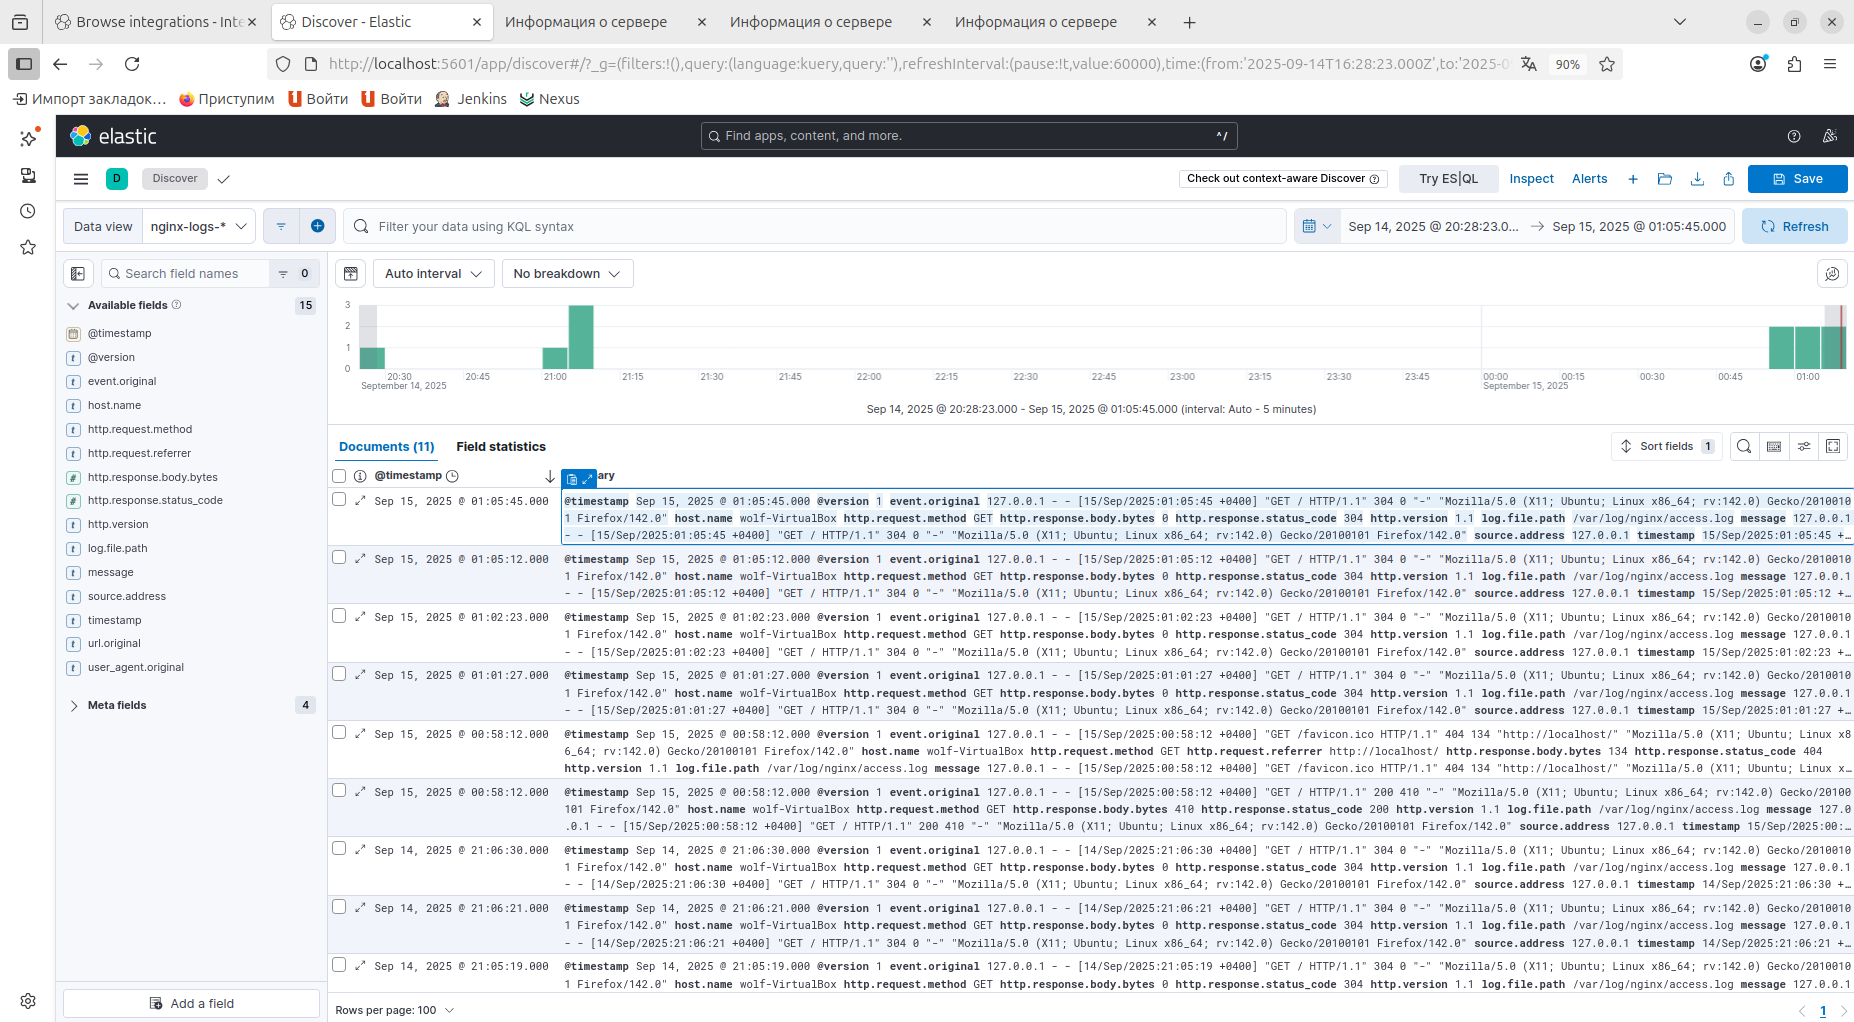 Browse integrations - Inte
Discover - Elastic
Информация о сервере
Информация о сервере
Информация о сервере
http://localhost:5601/app/discover#/?_g=(filters:!(),query:(language:kuery,query:''),refreshInterval:(pause:!t,value:60000),time:(from:'2025-09-14T16:28:23.000Z',to:'2025-0
90%
Импорт закладок…
Приступим
Войти
Войти
Jenkins
Nexus
elastic
Find apps, content, and more.
^/
D
Discover
Check out context-aware Discover
Try ES|QL
Inspect
Alerts
Save
Data view
nginx-logs-*
Filter your data using KQL syntax
Sep 14, 2025 @ 20:28:23.0...
Sep 15, 2025 @ 01:05:45.000
Refresh
Search field names
0
Available fields
15
@timestamp
@version
event.original
host.name
http.request.method
http.request.referrer
http.response.body.bytes
http.response.status_code
http.version
log.file.path
message
source.address
timestamp
url.original
user_agent.original
Meta fields
4
Add a field
Auto interval
No breakdown
3
2
1
0
20:30 20:45 21:00 21:15 21:30 21:45 22:00 22:15 22:30 22:45 23:00 23:15 23:30 23:45 00:00 00:15 00:30 00:45 01:00
September 14, 2025
September 15, 2025
Sep 14, 2025 @ 20:28:23.000 - Sep 15, 2025 @ 01:05:45.000 (interval: Auto - 5 minutes)
Documents (11)
Field statistics
Sort fields
1
@timestamp
ary
Sep 15, 2025 @ 01:05:45.000
@timestamp Sep 15, 2025 @ 01:05:45.000 @version 1 event.original 127.0.0.1 - - [15/Sep/2025:01:05:45 +0400] "GET / HTTP/1.1" 304 0 "-" "Mozilla/5.0 (X11; Ubuntu; Linux x86_64; rv:142.0) Gecko/2010010
1 Firefox/142.0" host.name wolf-VirtualBox http.request.method GET http.response.body.bytes 0 http.response.status_code 304 http.version 1.1 log.file.path /var/log/nginx/access.log message 127.0.0.1
- - [15/Sep/2025:01:05:45 +0400] "GET / HTTP/1.1" 304 0 "-" "Mozilla/5.0 (X11; Ubuntu; Linux x86_64; rv:142.0) Gecko/20100101 Firefox/142.0" source.address 127.0.0.1 timestamp 15/Sep/2025:01:05:45 +…
Sep 15, 2025 @ 01:05:12.000
@timestamp Sep 15, 2025 @ 01:05:12.000 @version 1 event.original 127.0.0.1 - - [15/Sep/2025:01:05:12 +0400] "GET / HTTP/1.1" 304 0 "-" "Mozilla/5.0 (X11; Ubuntu; Linux x86_64; rv:142.0) Gecko/2010010
1 Firefox/142.0" host.name wolf-VirtualBox http.request.method GET http.response.body.bytes 0 http.response.status_code 304 http.version 1.1 log.file.path /var/log/nginx/access.log message 127.0.0.1
- - [15/Sep/2025:01:05:12 +0400] "GET / HTTP/1.1" 304 0 "-" "Mozilla/5.0 (X11; Ubuntu; Linux x86_64; rv:142.0) Gecko/20100101 Firefox/142.0" source.address 127.0.0.1 timestamp 15/Sep/2025:01:05:12 +…
Sep 15, 2025 @ 01:02:23.000
@timestamp Sep 15, 2025 @ 01:02:23.000 @version 1 event.original 127.0.0.1 - - [15/Sep/2025:01:02:23 +0400] "GET / HTTP/1.1" 304 0 "-" "Mozilla/5.0 (X11; Ubuntu; Linux x86_64; rv:142.0) Gecko/2010010
1 Firefox/142.0" host.name wolf-VirtualBox http.request.method GET http.response.body.bytes 0 http.response.status_code 304 http.version 1.1 log.file.path /var/log/nginx/access.log message 127.0.0.1
- - [15/Sep/2025:01:02:23 +0400] "GET / HTTP/1.1" 304 0 "-" "Mozilla/5.0 (X11; Ubuntu; Linux x86_64; rv:142.0) Gecko/20100101 Firefox/142.0" source.address 127.0.0.1 timestamp 15/Sep/2025:01:02:23 +…
Sep 15, 2025 @ 01:01:27.000
@timestamp Sep 15, 2025 @ 01:01:27.000 @version 1 event.original 127.0.0.1 - - [15/Sep/2025:01:01:27 +0400] "GET / HTTP/1.1" 304 0 "-" "Mozilla/5.0 (X11; Ubuntu; Linux x86_64; rv:142.0) Gecko/2010010
1 Firefox/142.0" host.name wolf-VirtualBox http.request.method GET http.response.body.bytes 0 http.response.status_code 304 http.version 1.1 log.file.path /var/log/nginx/access.log message 127.0.0.1
- - [15/Sep/2025:01:01:27 +0400] "GET / HTTP/1.1" 304 0 "-" "Mozilla/5.0 (X11; Ubuntu; Linux x86_64; rv:142.0) Gecko/20100101 Firefox/142.0" source.address 127.0.0.1 timestamp 15/Sep/2025:01:01:27 +…
Sep 15, 2025 @ 00:58:12.000
@timestamp Sep 15, 2025 @ 00:58:12.000 @version 1 event.original 127.0.0.1 - - [15/Sep/2025:00:58:12 +0400] "GET /favicon.ico HTTP/1.1" 404 134 "http://localhost/" "Mozilla/5.0 (X11; Ubuntu; Linux x8
6_64; rv:142.0) Gecko/20100101 Firefox/142.0" host.name wolf-VirtualBox http.request.method GET http.request.referrer http://localhost/ http.response.body.bytes 134 http.response.status_code 404
http.version 1.1 log.file.path /var/log/nginx/access.log message 127.0.0.1 - - [15/Sep/2025:00:58:12 +0400] "GET /favicon.ico HTTP/1.1" 404 134 "http://localhost/" "Mozilla/5.0 (X11; Ubuntu; Linux x…
Sep 15, 2025 @ 00:58:12.000
@timestamp Sep 15, 2025 @ 00:58:12.000 @version 1 event.original 127.0.0.1 - - [15/Sep/2025:00:58:12 +0400] "GET / HTTP/1.1" 200 410 "-" "Mozilla/5.0 (X11; Ubuntu; Linux x86_64; rv:142.0) Gecko/20100
101 Firefox/142.0" host.name wolf-VirtualBox http.request.method GET http.response.body.bytes 410 http.response.status_code 200 http.version 1.1 log.file.path /var/log/nginx/access.log message 127.0
.0.1 - - [15/Sep/2025:00:58:12 +0400] "GET / HTTP/1.1" 200 410 "-" "Mozilla/5.0 (X11; Ubuntu; Linux x86_64; rv:142.0) Gecko/20100101 Firefox/142.0" source.address 127.0.0.1 timestamp 15/Sep/2025:00:…
Sep 14, 2025 @ 21:06:30.000
@timestamp Sep 14, 2025 @ 21:06:30.000 @version 1 event.original 127.0.0.1 - - [14/Sep/2025:21:06:30 +0400] "GET / HTTP/1.1" 304 0 "-" "Mozilla/5.0 (X11; Ubuntu; Linux x86_64; rv:142.0) Gecko/2010010
1 Firefox/142.0" host.name wolf-VirtualBox http.request.method GET http.response.body.bytes 0 http.response.status_code 304 http.version 1.1 log.file.path /var/log/nginx/access.log message 127.0.0.1
- - [14/Sep/2025:21:06:30 +0400] "GET / HTTP/1.1" 304 0 "-" "Mozilla/5.0 (X11; Ubuntu; Linux x86_64; rv:142.0) Gecko/20100101 Firefox/142.0" source.address 127.0.0.1 timestamp 14/Sep/2025:21:06:30 +…
Sep 14, 2025 @ 21:06:21.000
@timestamp Sep 14, 2025 @ 21:06:21.000 @version 1 event.original 127.0.0.1 - - [14/Sep/2025:21:06:21 +0400] "GET / HTTP/1.1" 304 0 "-" "Mozilla/5.0 (X11; Ubuntu; Linux x86_64; rv:142.0) Gecko/2010010
1 Firefox/142.0" host.name wolf-VirtualBox http.request.method GET http.response.body.bytes 0 http.response.status_code 304 http.version 1.1 log.file.path /var/log/nginx/access.log message 127.0.0.1
- - [14/Sep/2025:21:06:21 +0400] "GET / HTTP/1.1" 304 0 "-" "Mozilla/5.0 (X11; Ubuntu; Linux x86_64; rv:142.0) Gecko/20100101 Firefox/142.0" source.address 127.0.0.1 timestamp 14/Sep/2025:21:06:21 +…
Sep 14, 2025 @ 21:05:19.000
@timestamp Sep 14, 2025 @ 21:05:19.000 @version 1 event.original 127.0.0.1 - - [14/Sep/2025:21:05:19 +0400] "GET / HTTP/1.1" 304 0 "-" "Mozilla/5.0 (X11; Ubuntu; Linux x86_64; rv:142.0) Gecko/2010010
1 Firefox/142.0" host.name wolf-VirtualBox http.request.method GET http.response.body.bytes 0 http.response.status_code 304 http.version 1.1 log.file.path /var/log/nginx/access.log message 127.0.0.1
Rows per page: 100
1